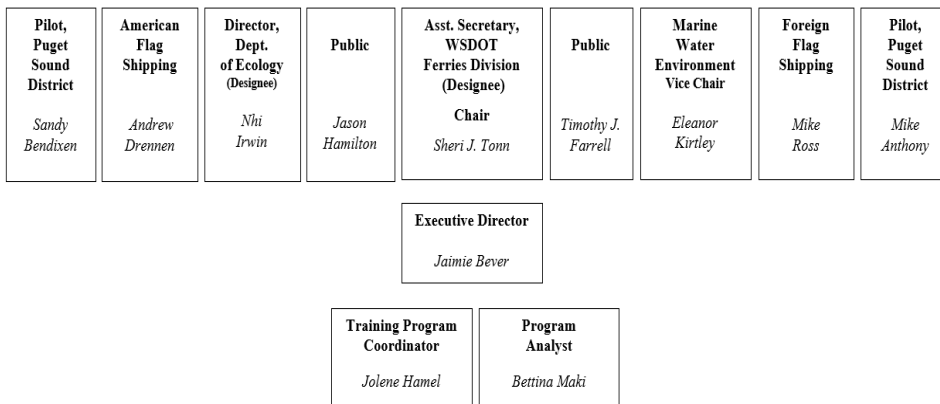 Pilot,
Puget
Sound
District
Sandy
Bendixen
American
Flag
Shipping
Andrew
Drennen
Director,
Dept.
of Ecology
(Designee)
Nhi
Irwin
Public
Jason
Hamilton
Asst. Secretary,
WSDOT
Ferries Division
(Designee)
Chair
Sheri J. Tonn
Public
Timothy J.
Farrell
Marine
Water
Environment
Vice Chair
Eleanor
Kirtley
Foreign
Flag
Shipping
Mike
Ross
Pilot,
Puget
Sound
District
Mike
Anthony
Executive Director
Jaimie Bever
Training Program
Coordinator
Jolene Hamel
Program
Analyst
Bettina Maki